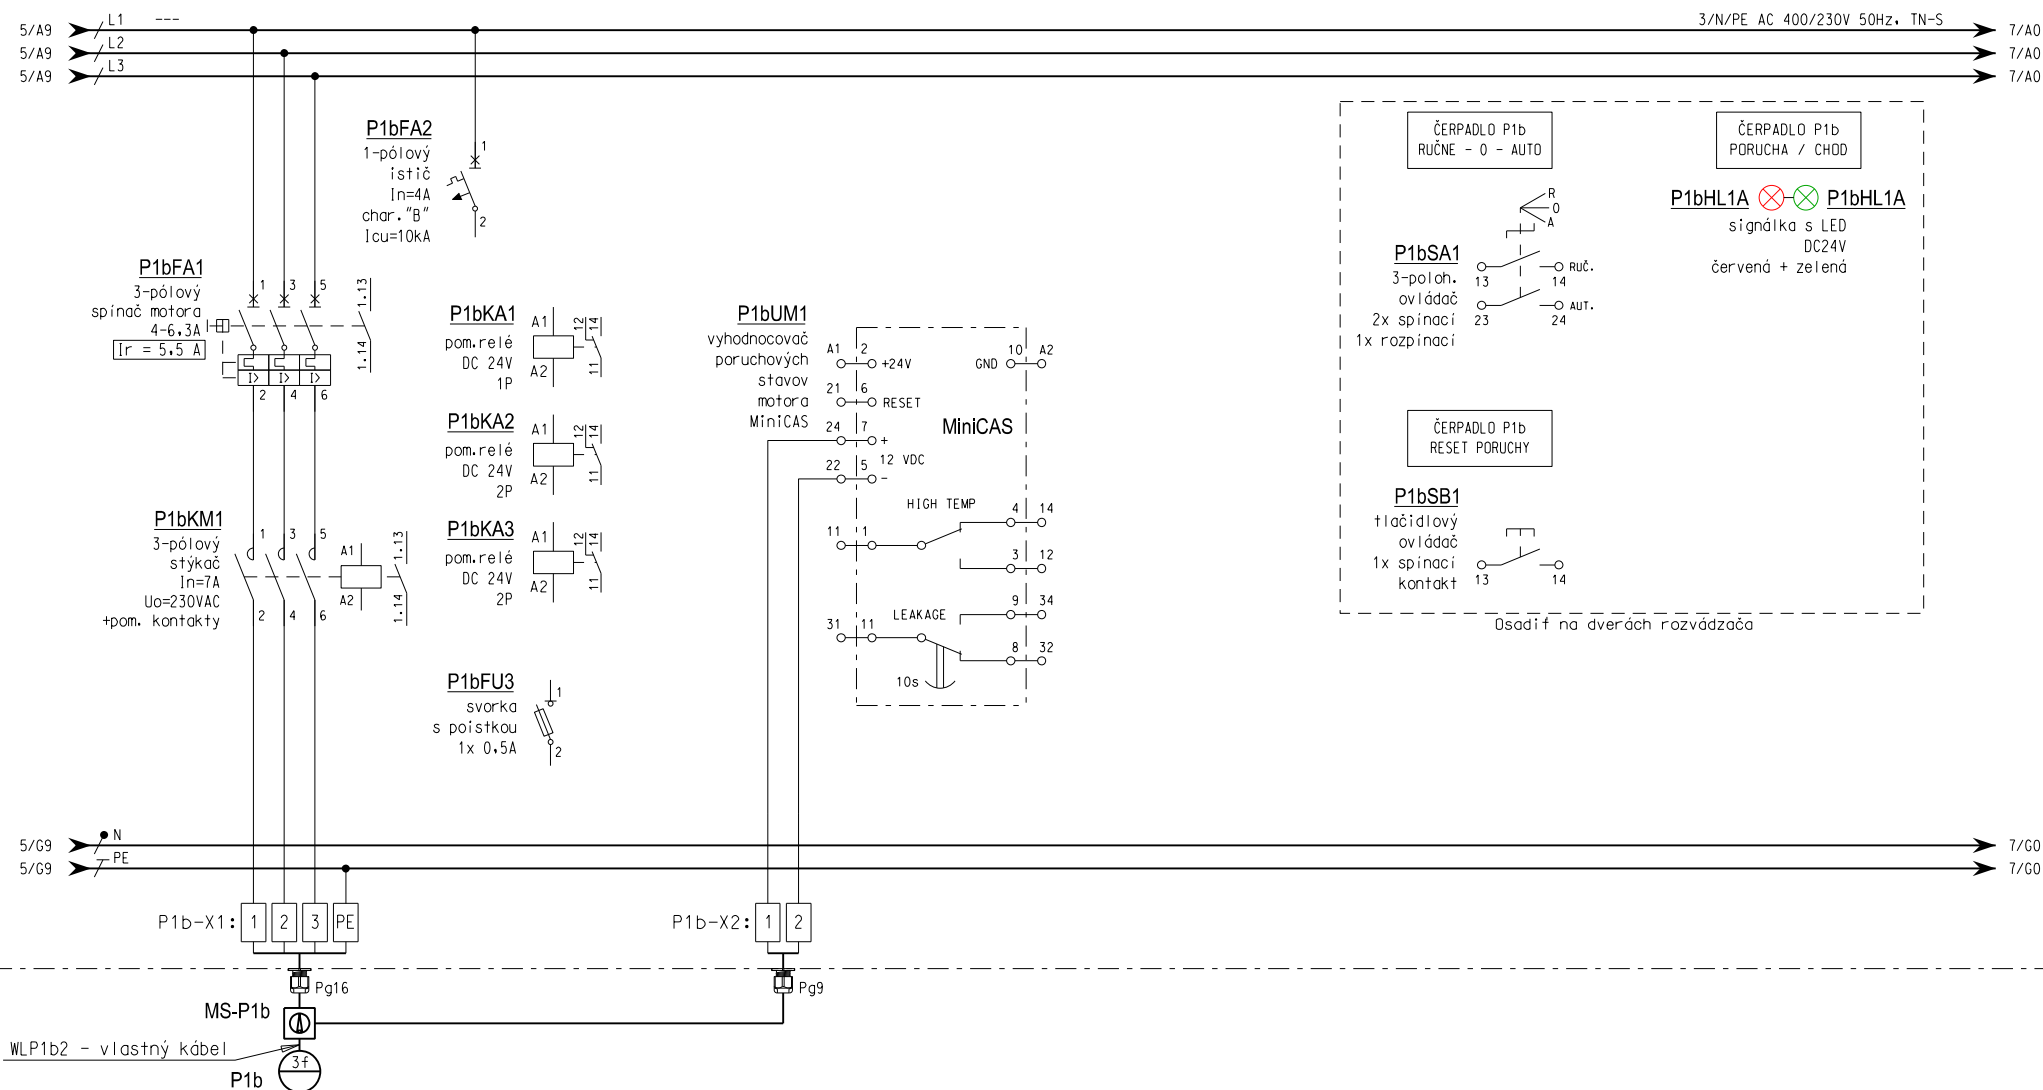 5/A9 L1 --- 3/N/PE AC 400/230V 50Hz, TN-S 7/A0
5/A9 L2 7/A0
5/A9 L3 7/A0
P1bFA2
1-pólový
istič
In=4A
char."B"
Icu=10kA
1
2
P1bFA1
3-pólový
spínač motora
4-6,3A
Ir = 5.5 A
1 3 5
1.13
1.14
I> I> I>
2 4 6
P1bKM1
3-pólový
stýkač
In=7A
Uo=230VAC
+pom. kontakty
1 3 5
2 4 6
A1
A2
1.13
1.14
P1bKA1
pom.relé
DC 24V
1P
A1
A2
12
14
11
P1bKA2
pom.relé
DC 24V
2P
A1
A2
12
14
11
P1bKA3
pom.relé
DC 24V
2P
A1
A2
12
14
11
P1bFU3
svorka
s poistkou
1x 0,5A
1
2
P1bUM1
vyhodnocovač
poruchových
stavov
motora
MiniCAS
MiniCAS
A1 2 +24V GND 10 A2
21 6 RESET
24 7 +
12 VDC
22 5 -
HIGH TEMP
4 14
11 1
3 12
LEAKAGE
9 34
31 11
8 32
10s
ČERPADLO P1b
RUČNE - 0 - AUTO
ČERPADLO P1b
PORUCHA / CHOD
P1bHL1A P1bHL1A
signálka s LED
DC24V
červená + zelená
P1bSA1
3-poloh.
ovládač
2x spínací
1x rozpínací
R
0
A
13 14 RUČ.
23 24 AUT.
ČERPADLO P1b
RESET PORUCHY
P1bSB1
tlačidlový
ovládač
1x spínací
kontakt
13 14
Osadiť na dverách rozvádzača
5/G9 N 7/G0
5/G9 PE 7/G0
P1b-X1: 1 2 3 PE
P1b-X2: 1 2
Pg16
Pg9
MS-P1b
WLP1b2 - vlastný kábel
3f
P1b